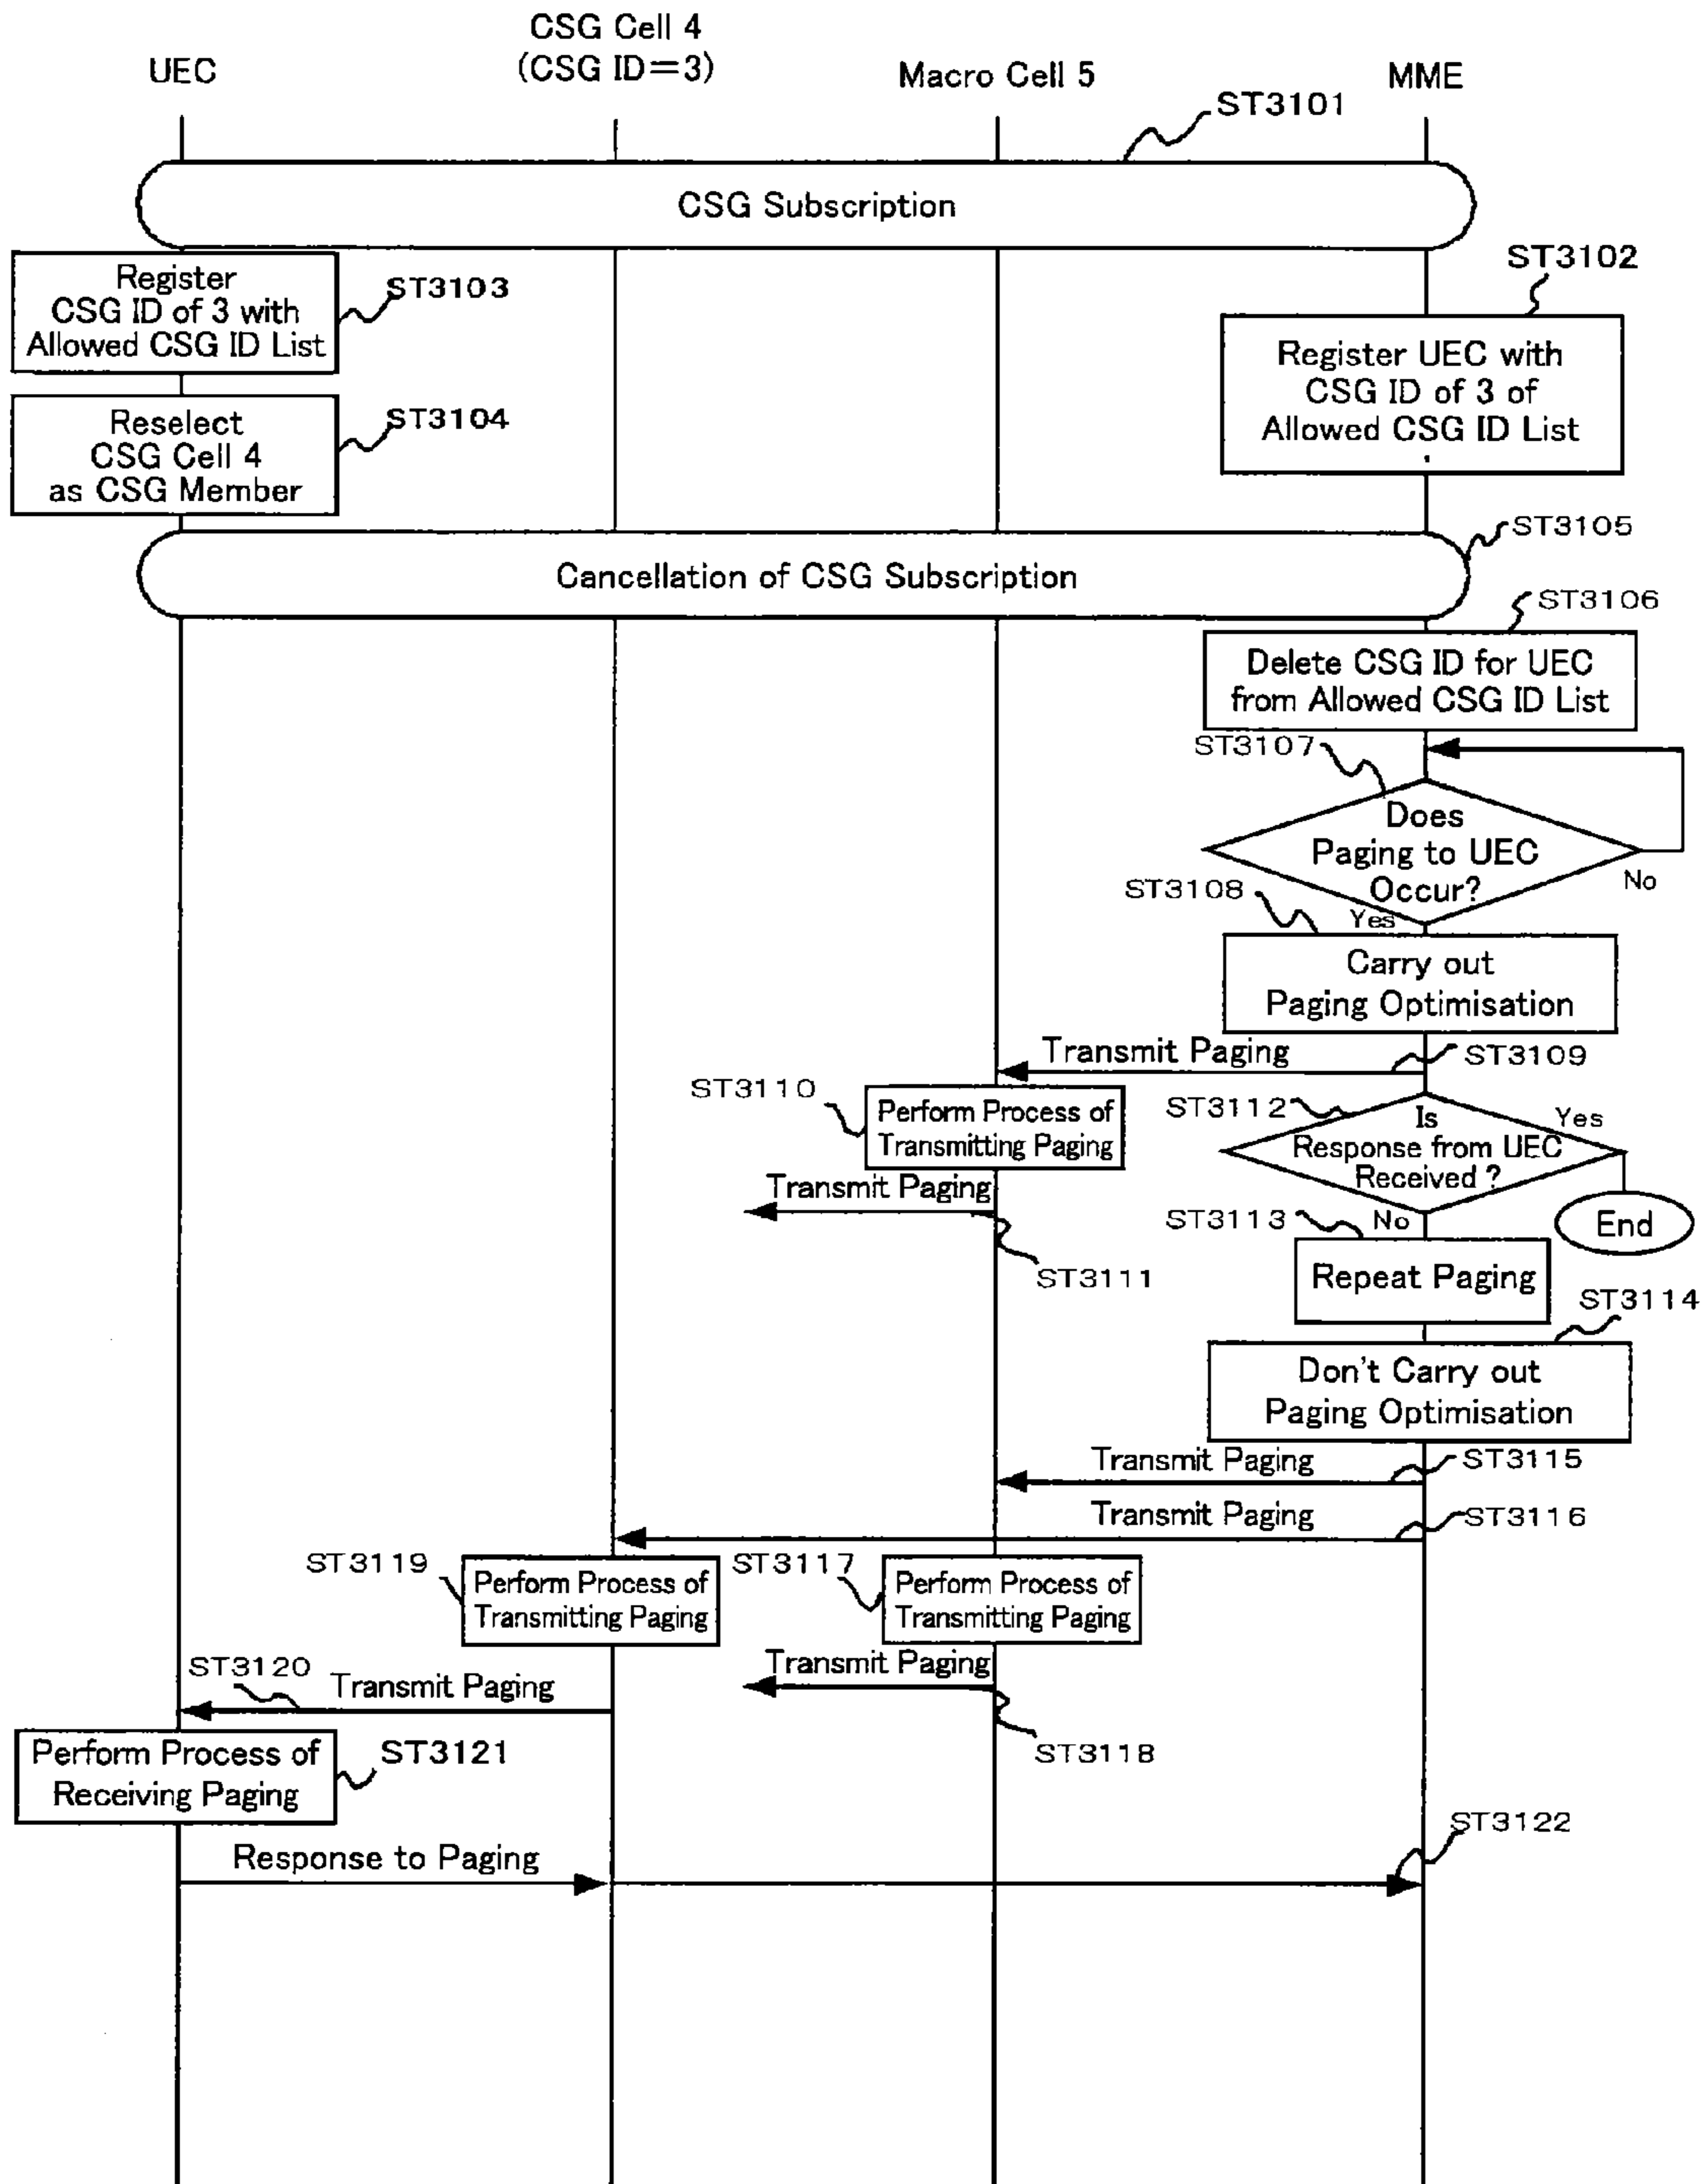 UEC
CSG Cell 4
(CSG ID=3)
Macro Cell 5
MME
ST3101
CSG Subscription
Register
CSG ID of 3 with
Allowed CSG ID List
ST3103
ST3102
Register UEC with
CSG ID of 3 of
Allowed CSG ID List
Reselect
CSG Cell 4
as CSG Member
ST3104
ST3105
Cancellation of CSG Subscription
ST3106
Delete CSG ID for UEC
from Allowed CSG ID List
ST3107
Does
Paging to UEC
Occur?
No
ST3108
Yes
Carry out
Paging Optimisation
Transmit Paging
ST3109
ST3110
Perform Process of
Transmitting Paging
ST3112
Is
Response from UEC
Received ?
Yes
Transmit Paging
ST3111
End
ST3113
No
Repeat Paging
ST3114
Don't Carry out
Paging Optimisation
Transmit Paging
ST3115
Transmit Paging
ST3116
ST3119
Perform Process of
Transmitting Paging
ST3117
Perform Process of
Transmitting Paging
Transmit Paging
ST3118
ST3120
Transmit Paging
Perform Process of
Receiving Paging
ST3121
ST3122
Response to Paging